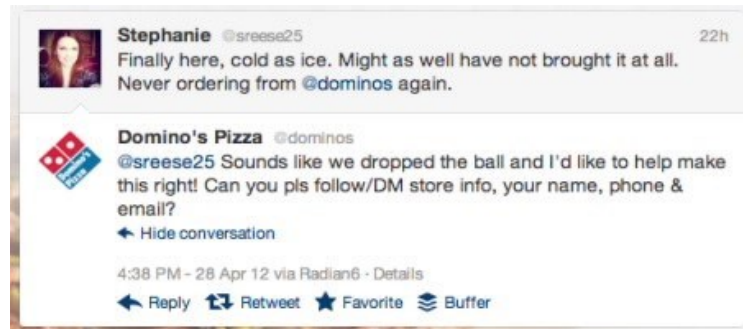 Stephanie @sreese25 22h
Finally here, cold as ice. Might as well have not brought it at all.
Never ordering from @dominos again.
Domino's Pizza @dominos
@sreese25 Sounds like we dropped the ball and I'd like to help make
this right! Can you pls follow/DM store info, your name, phone &
email?
Hide conversation
4:38 PM - 28 Apr 12 via Radian6 · Details
Reply Retweet Favorite Buffer